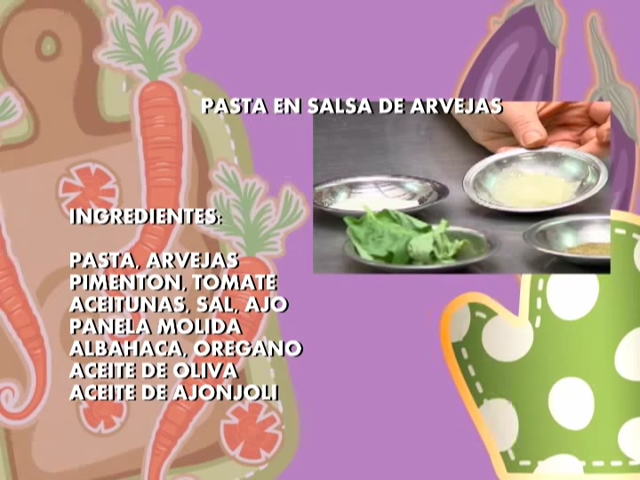 PASTA EN SALSA DE ARVEJAS
INGREDIENTES:
PASTA, ARVEJAS
PIMENTON, TOMATE
ACEITUNAS, SAL, AJO
PANELA MOLIDA
ALBAHACA, OREGANO
ACEITE DE OLIVA
ACEITE DE AJONJOLI